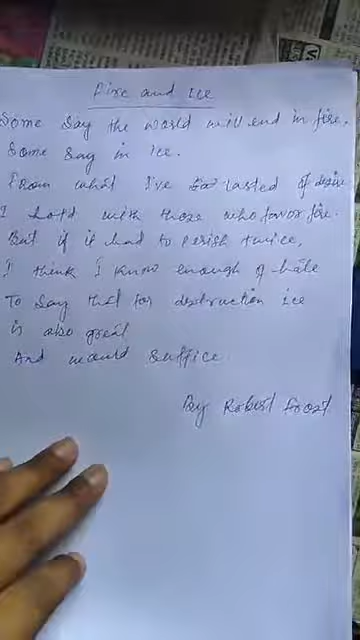 Fire and Ice
Some say the world will end in fire,
Some say in Ice.
From what I've tasted of desire
I hold with those who favor fire.
But if it had to perish twice,
I think I know enough of hate
To say that for destruction ice
is also great
And would suffice
By Robert Frost